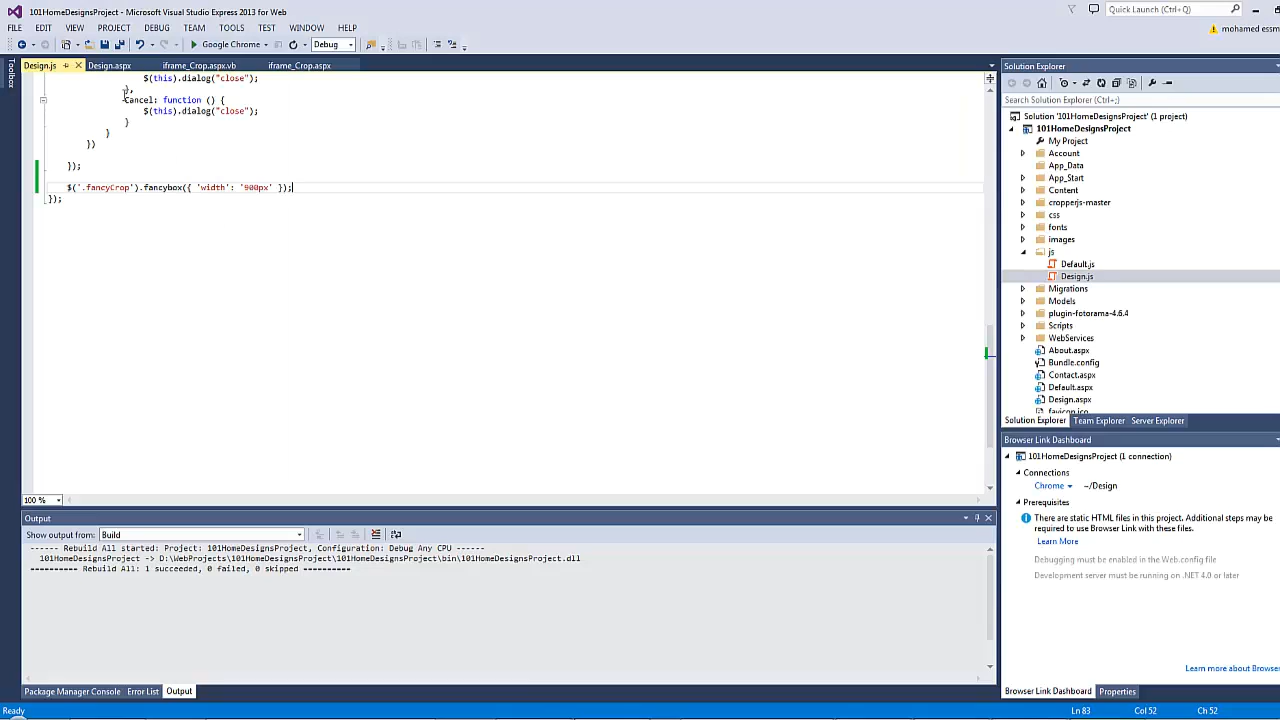 101HomeDesignsProject - Microsoft Visual Studio Express 2013 for Web
Quick Launch (Ctrl+;)
FILE EDIT VIEW PROJECT DEBUG TEAM TOOLS TEST WINDOW HELP
mohamed essm
Google Chrome Debug
Toolbox
Design.js Design.aspx iframe_Crop.aspx.vb iframe_Crop.aspx
$(this).dialog("close");
},
Cancel: function () {
$(this).dialog("close");
}
}
})
});
$('.fancyCrop').fancybox({ 'width': '900px' });
});
100 %
Output
Show output from: Build
------ Rebuild All started: Project: 101HomeDesignsProject, Configuration: Debug Any CPU ------
101HomeDesignsProject -> D:\WebProjects\101HomeDesignsProject\101HomeDesignsProject\bin\101HomeDesignsProject.dll
========== Rebuild All: 1 succeeded, 0 failed, 0 skipped ==========
Package Manager Console Error List Output
Solution Explorer
Search Solution Explorer (Ctrl+;)
Solution '101HomeDesignsProject' (1 project)
101HomeDesignsProject
My Project
Account
App_Data
App_Start
Content
cropperjs-master
css
fonts
images
js
Default.js
Design.js
Migrations
Models
plugin-fotorama-4.6.4
Scripts
WebServices
About.aspx
Bundle.config
Contact.aspx
Default.aspx
Design.aspx
favicon.ico
Solution Explorer Team Explorer Server Explorer
Browser Link Dashboard
101HomeDesignsProject (1 connection)
Connections
Chrome ~/Design
Prerequisites
There are static HTML files in this project. Additional steps may be
required to use Browser Link with these files.
Learn More
Debugging must be enabled in the Web.config file
Development server must be running on .NET 4.0 or later
Learn more about Browser
Browser Link Dashboard Properties
Ready Ln 83 Col 52 Ch 52